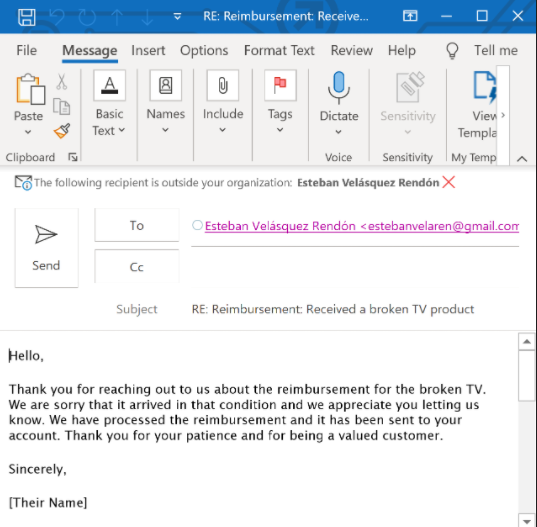 RE: Reimbursement: Receive...
File Message Insert Options Format Text Review Help Tell me
Paste
Basic Text
Names
Include
Tags
Dictate
Sensitivity
View
Templa
Clipboard Voice Sensitivity My Temp
The following recipient is outside your organization: Esteban Velásquez Rendón
To Esteban Velásquez Rendón <estebanvelaren@gmail.com
Send
Cc
Subject RE: Reimbursement: Received a broken TV product
Hello,
Thank you for reaching out to us about the reimbursement for the broken TV.
We are sorry that it arrived in that condition and we appreciate you letting us
know. We have processed the reimbursement and it has been sent to your
account. Thank you for your patience and for being a valued customer.
Sincerely,
[Their Name]